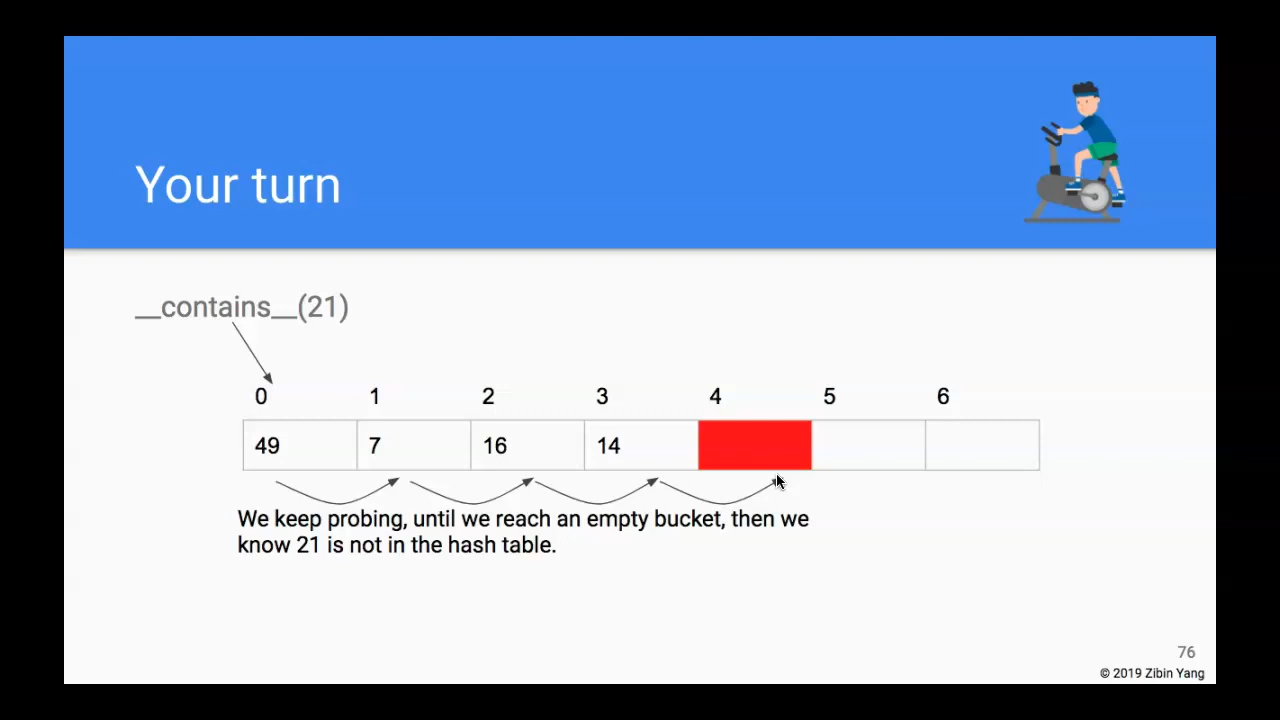 Your turn
__contains__(21)
0 1 2 3 4 5 6
49 7 16 14
We keep probing, until we reach an empty bucket, then we
know 21 is not in the hash table.
76
© 2019 Zibin Yang